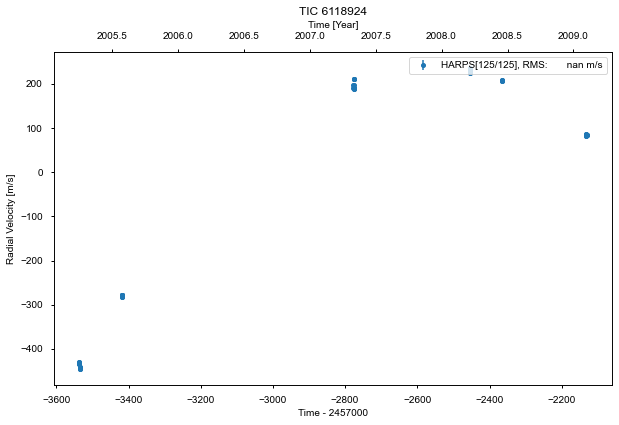 TIC 6118924
Time [Year]
2005.5 2006.0 2006.5 2007.0 2007.5 2008.0 2008.5 2009.0
HARPS[125/125], RMS: nan m/s
200
100
0
−100
−200
−300
−400
Radial Velocity [m/s]
−3600 −3400 −3200 −3000 −2800 −2600 −2400 −2200
Time - 2457000